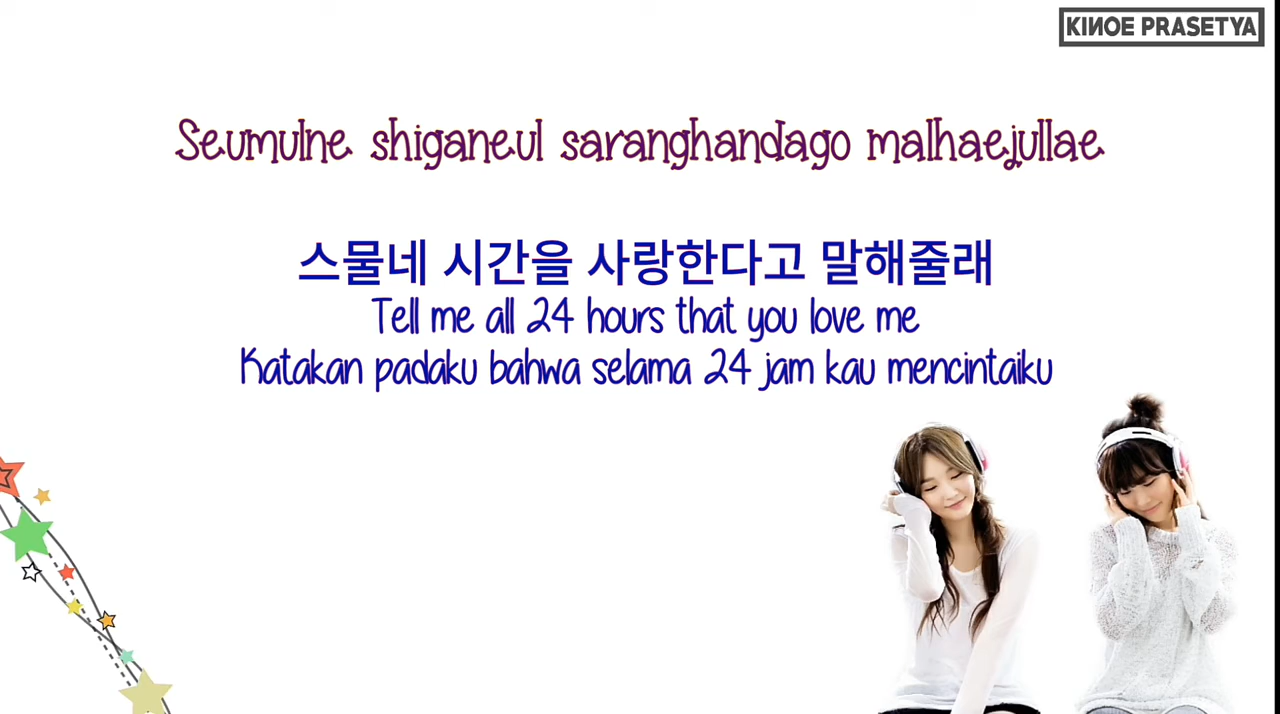 KINOE PRASETYA
Seumulne shiganeul saranghandago malhaejullae
스물네 시간을 사랑한다고 말해줄래
Tell me all 24 hours that you love me
Katakan padaku bahwa selama 24 jam kau mencintaiku